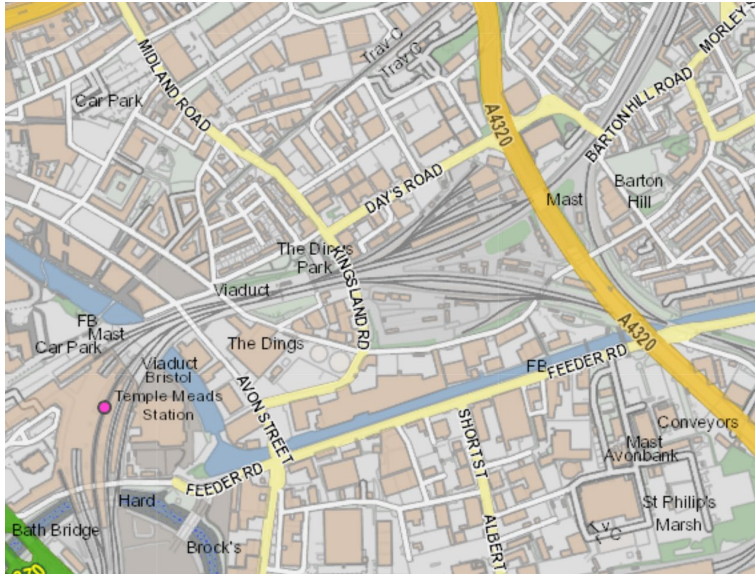 MORLEY S
MIDLAND ROAD
Trav C
Trav C
Car Park
A4320
BARTON HILL ROAD
DAY'S ROAD
Barton
Hill
Mast
The Dings
Park
KINGSLAND RD
Viaduct
FB
Mast
Car Park
The Dings
A4320
Viaduct
Bristol
Temple Meads
Station
FB
FEEDER RD
AVON STREET
SHORT ST
Conveyors
Mast
Avonbank
FEEDER RD
Hard
St Philip's
Marsh
Bath Bridge
Brock's
ALBERT